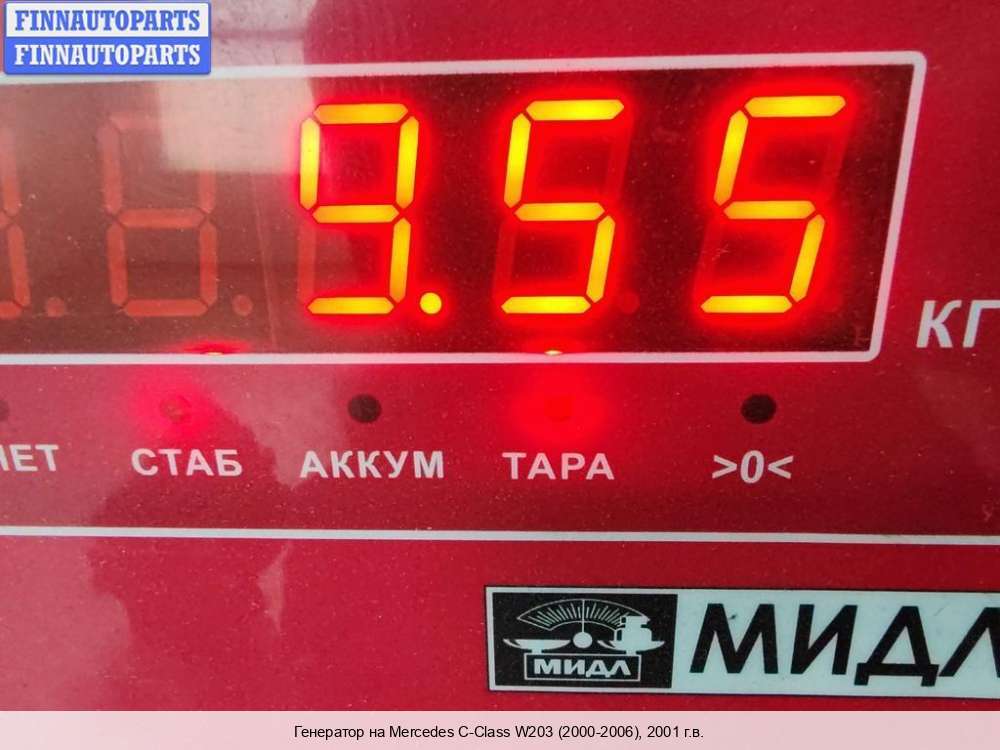 FINNAUTOPARTS
FINNAUTOPARTS
9.55
КГ
СТАБ АККУМ ТАРА >0<
МИДЛ
МИДЛ
Генератор на Mercedes C-Class W203 (2000-2006), 2001 г.в.